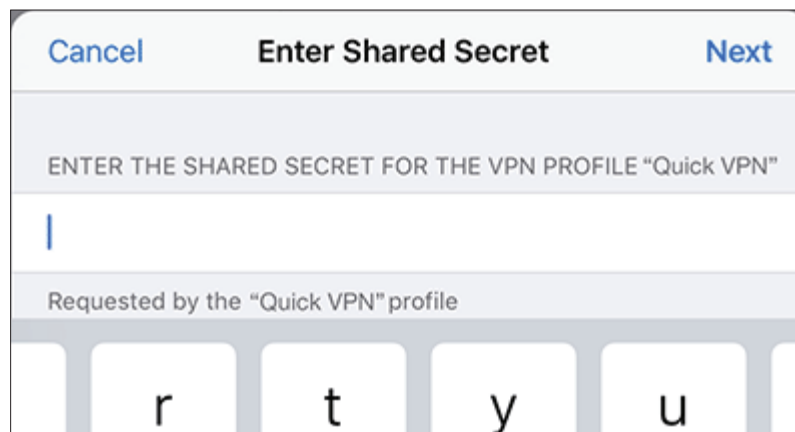 Cancel Enter Shared Secret Next
ENTER THE SHARED SECRET FOR THE VPN PROFILE “Quick VPN”
Requested by the “Quick VPN” profile
r t y u